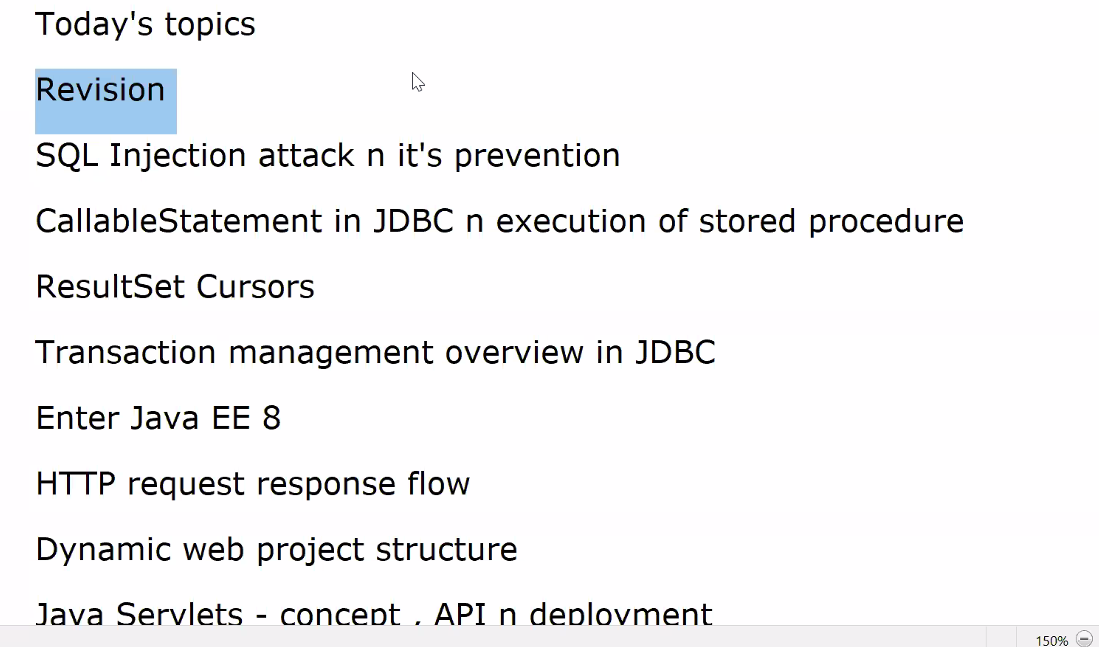 Today's topics
Revision
SQL Injection attack n it's prevention
CallableStatement in JDBC n execution of stored procedure
ResultSet Cursors
Transaction management overview in JDBC
Enter Java EE 8
HTTP request response flow
Dynamic web project structure
Java Servlets - concept , API n deployment
150%